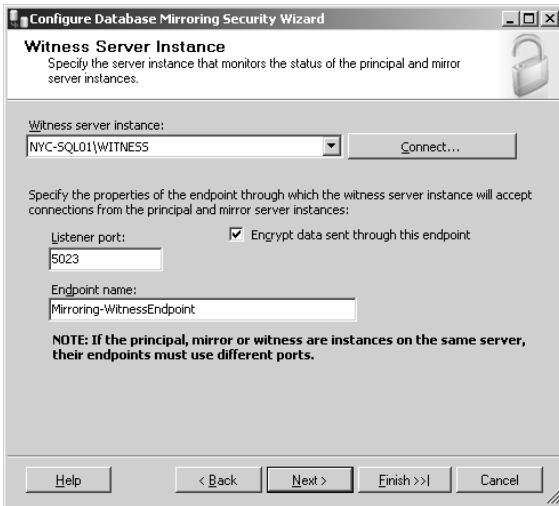 Configure Database Mirroring Security Wizard
Witness Server Instance
Specify the server instance that monitors the status of the principal and mirror
server instances.
Witness server instance:
NYC-SQL01\WITNESS
Connect...
Specify the properties of the endpoint through which the witness server instance will accept
connections from the principal and mirror server instances:
Listener port:
Encrypt data sent through this endpoint
5023
Endpoint name:
Mirroring-WitnessEndpoint
NOTE: If the principal, mirror or witness are instances on the same server,
their endpoints must use different ports.
Help
< Back
Next >
Finish >>|
Cancel